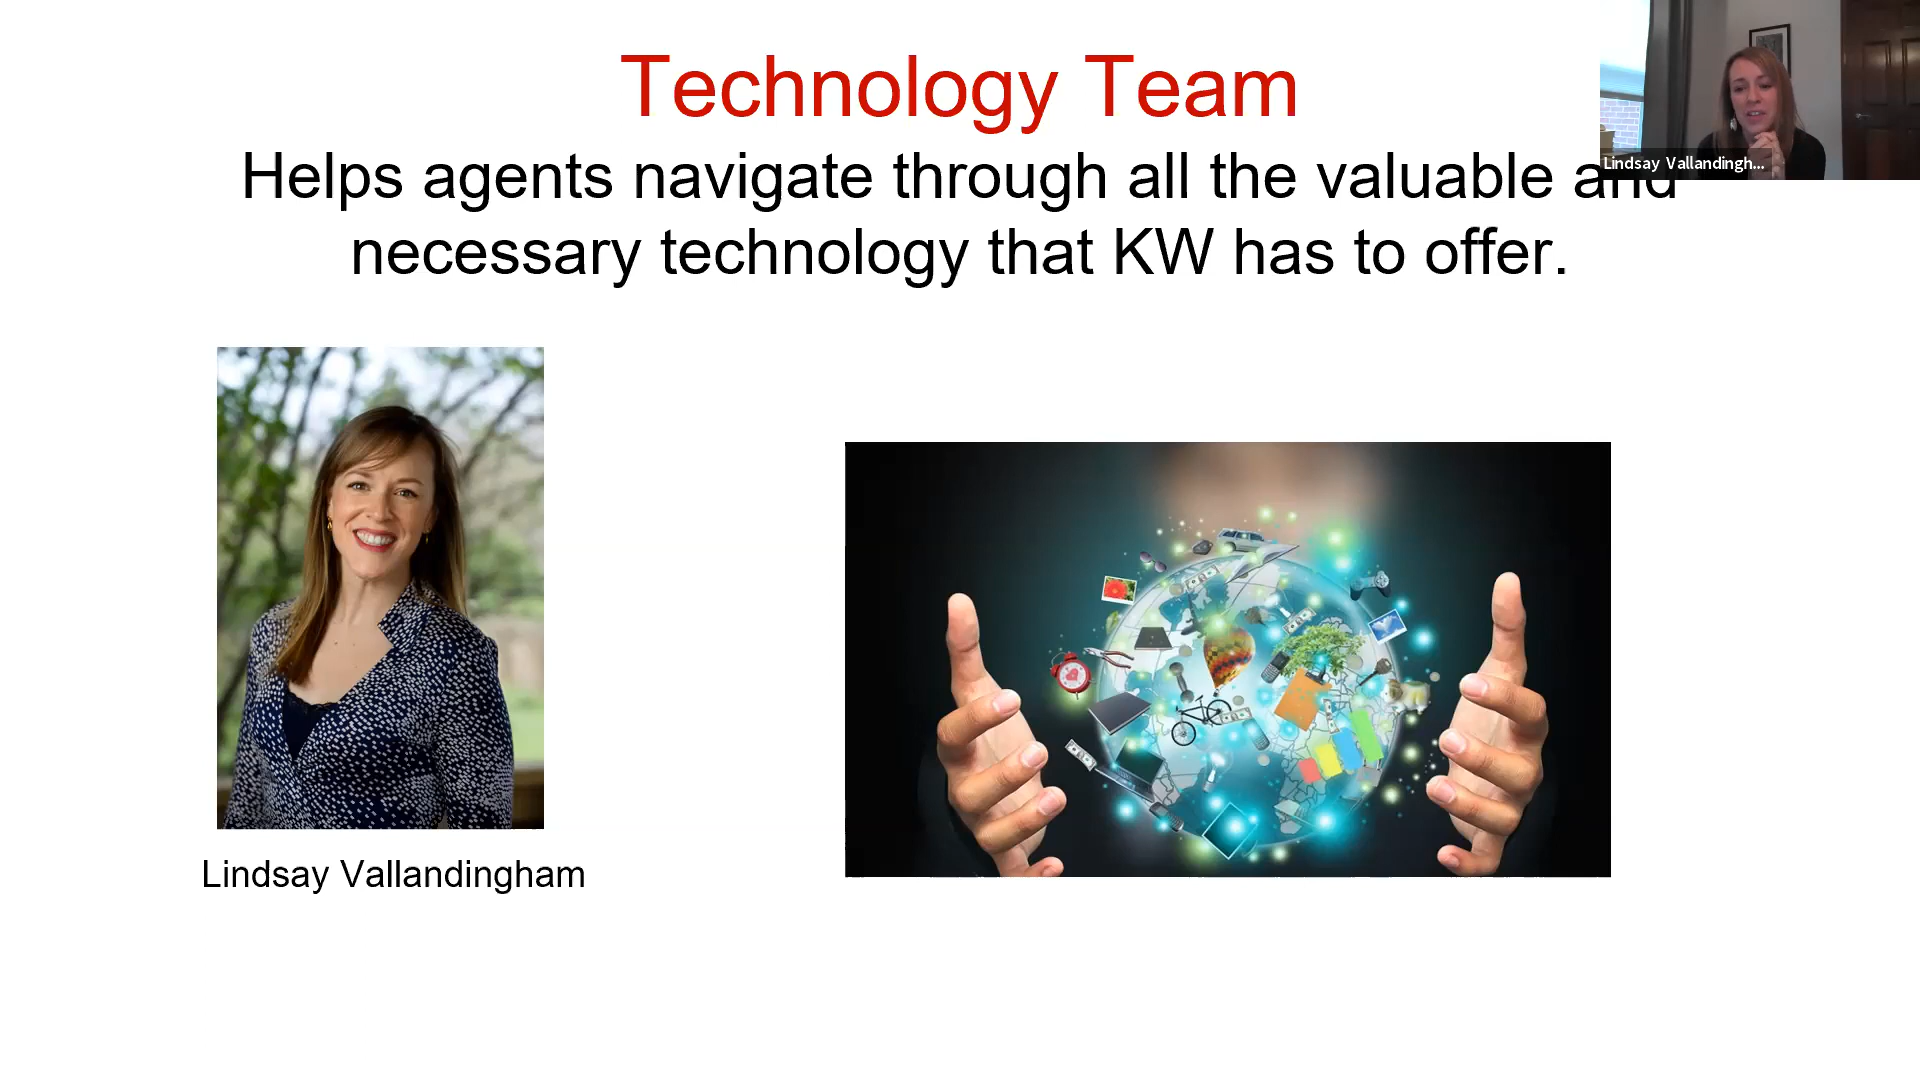 Technology Team
Helps agents navigate through all the valuable and
necessary technology that KW has to offer.
Lindsay Vallandingh...
Lindsay Vallandingham